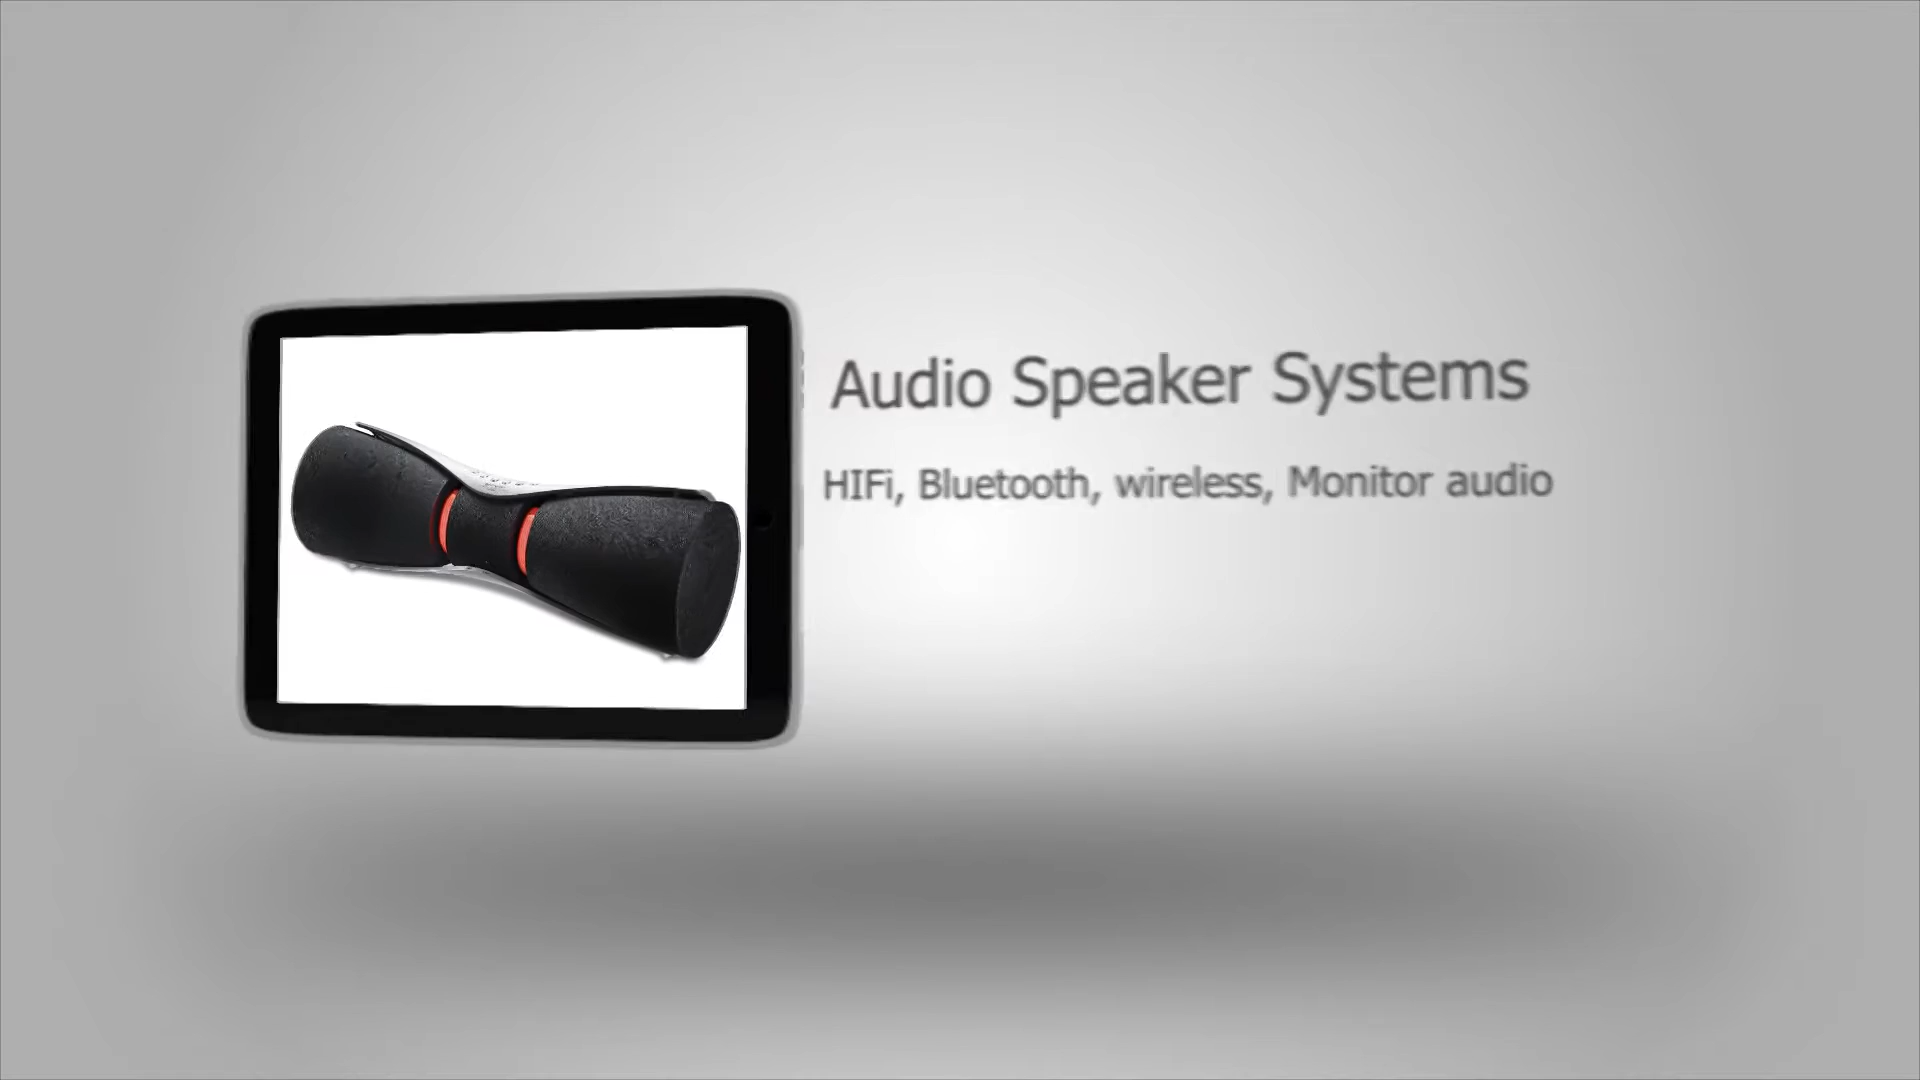 Audio Speaker Systems
HIFi, Bluetooth, wireless, Monitor audio